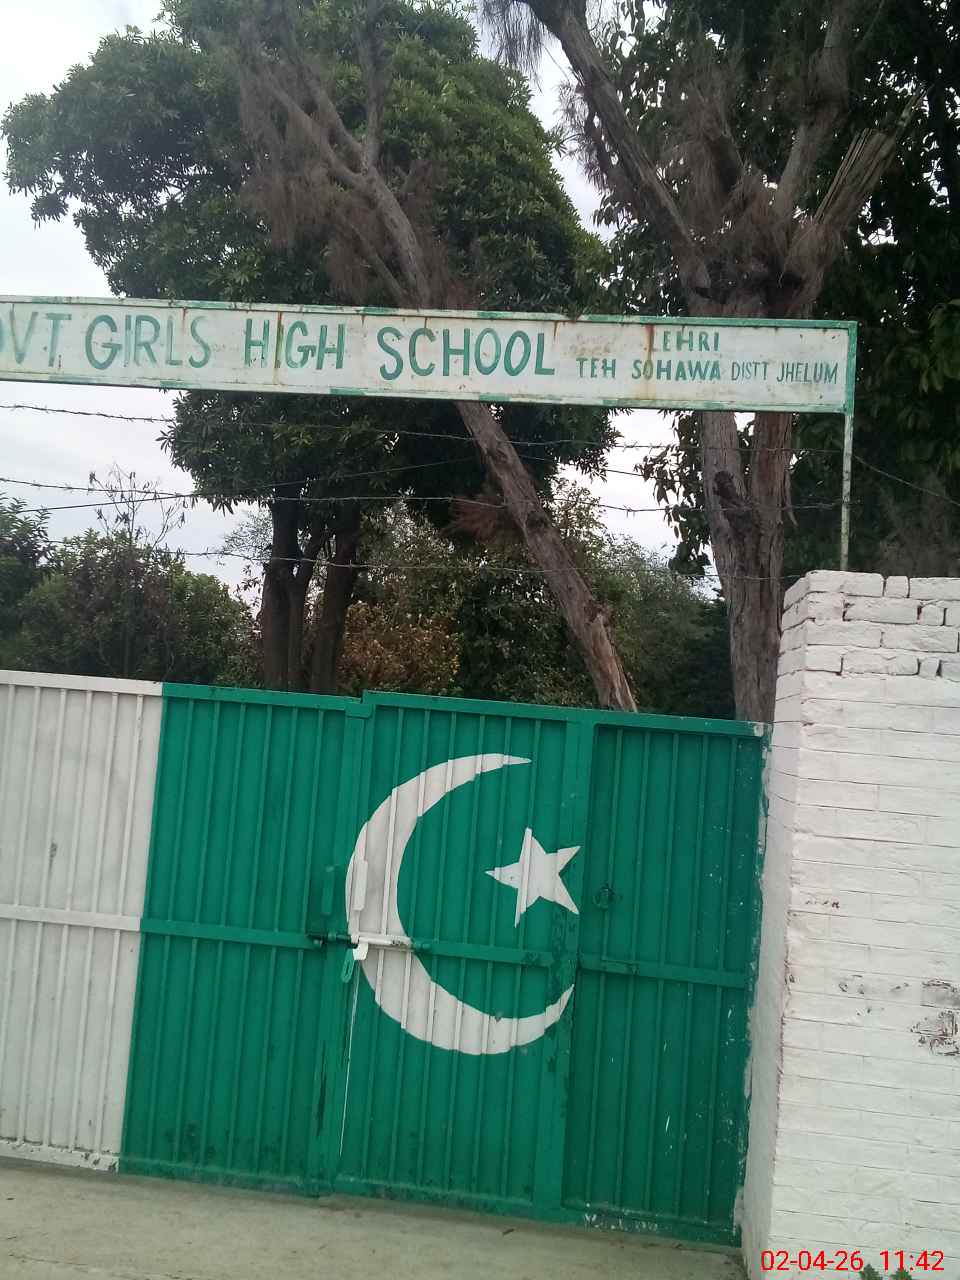 OVT GIRLS HIGH SCHOOL
LEHRI
TEH SOHAWA DISTT JHELUM
02-04-26 11:42